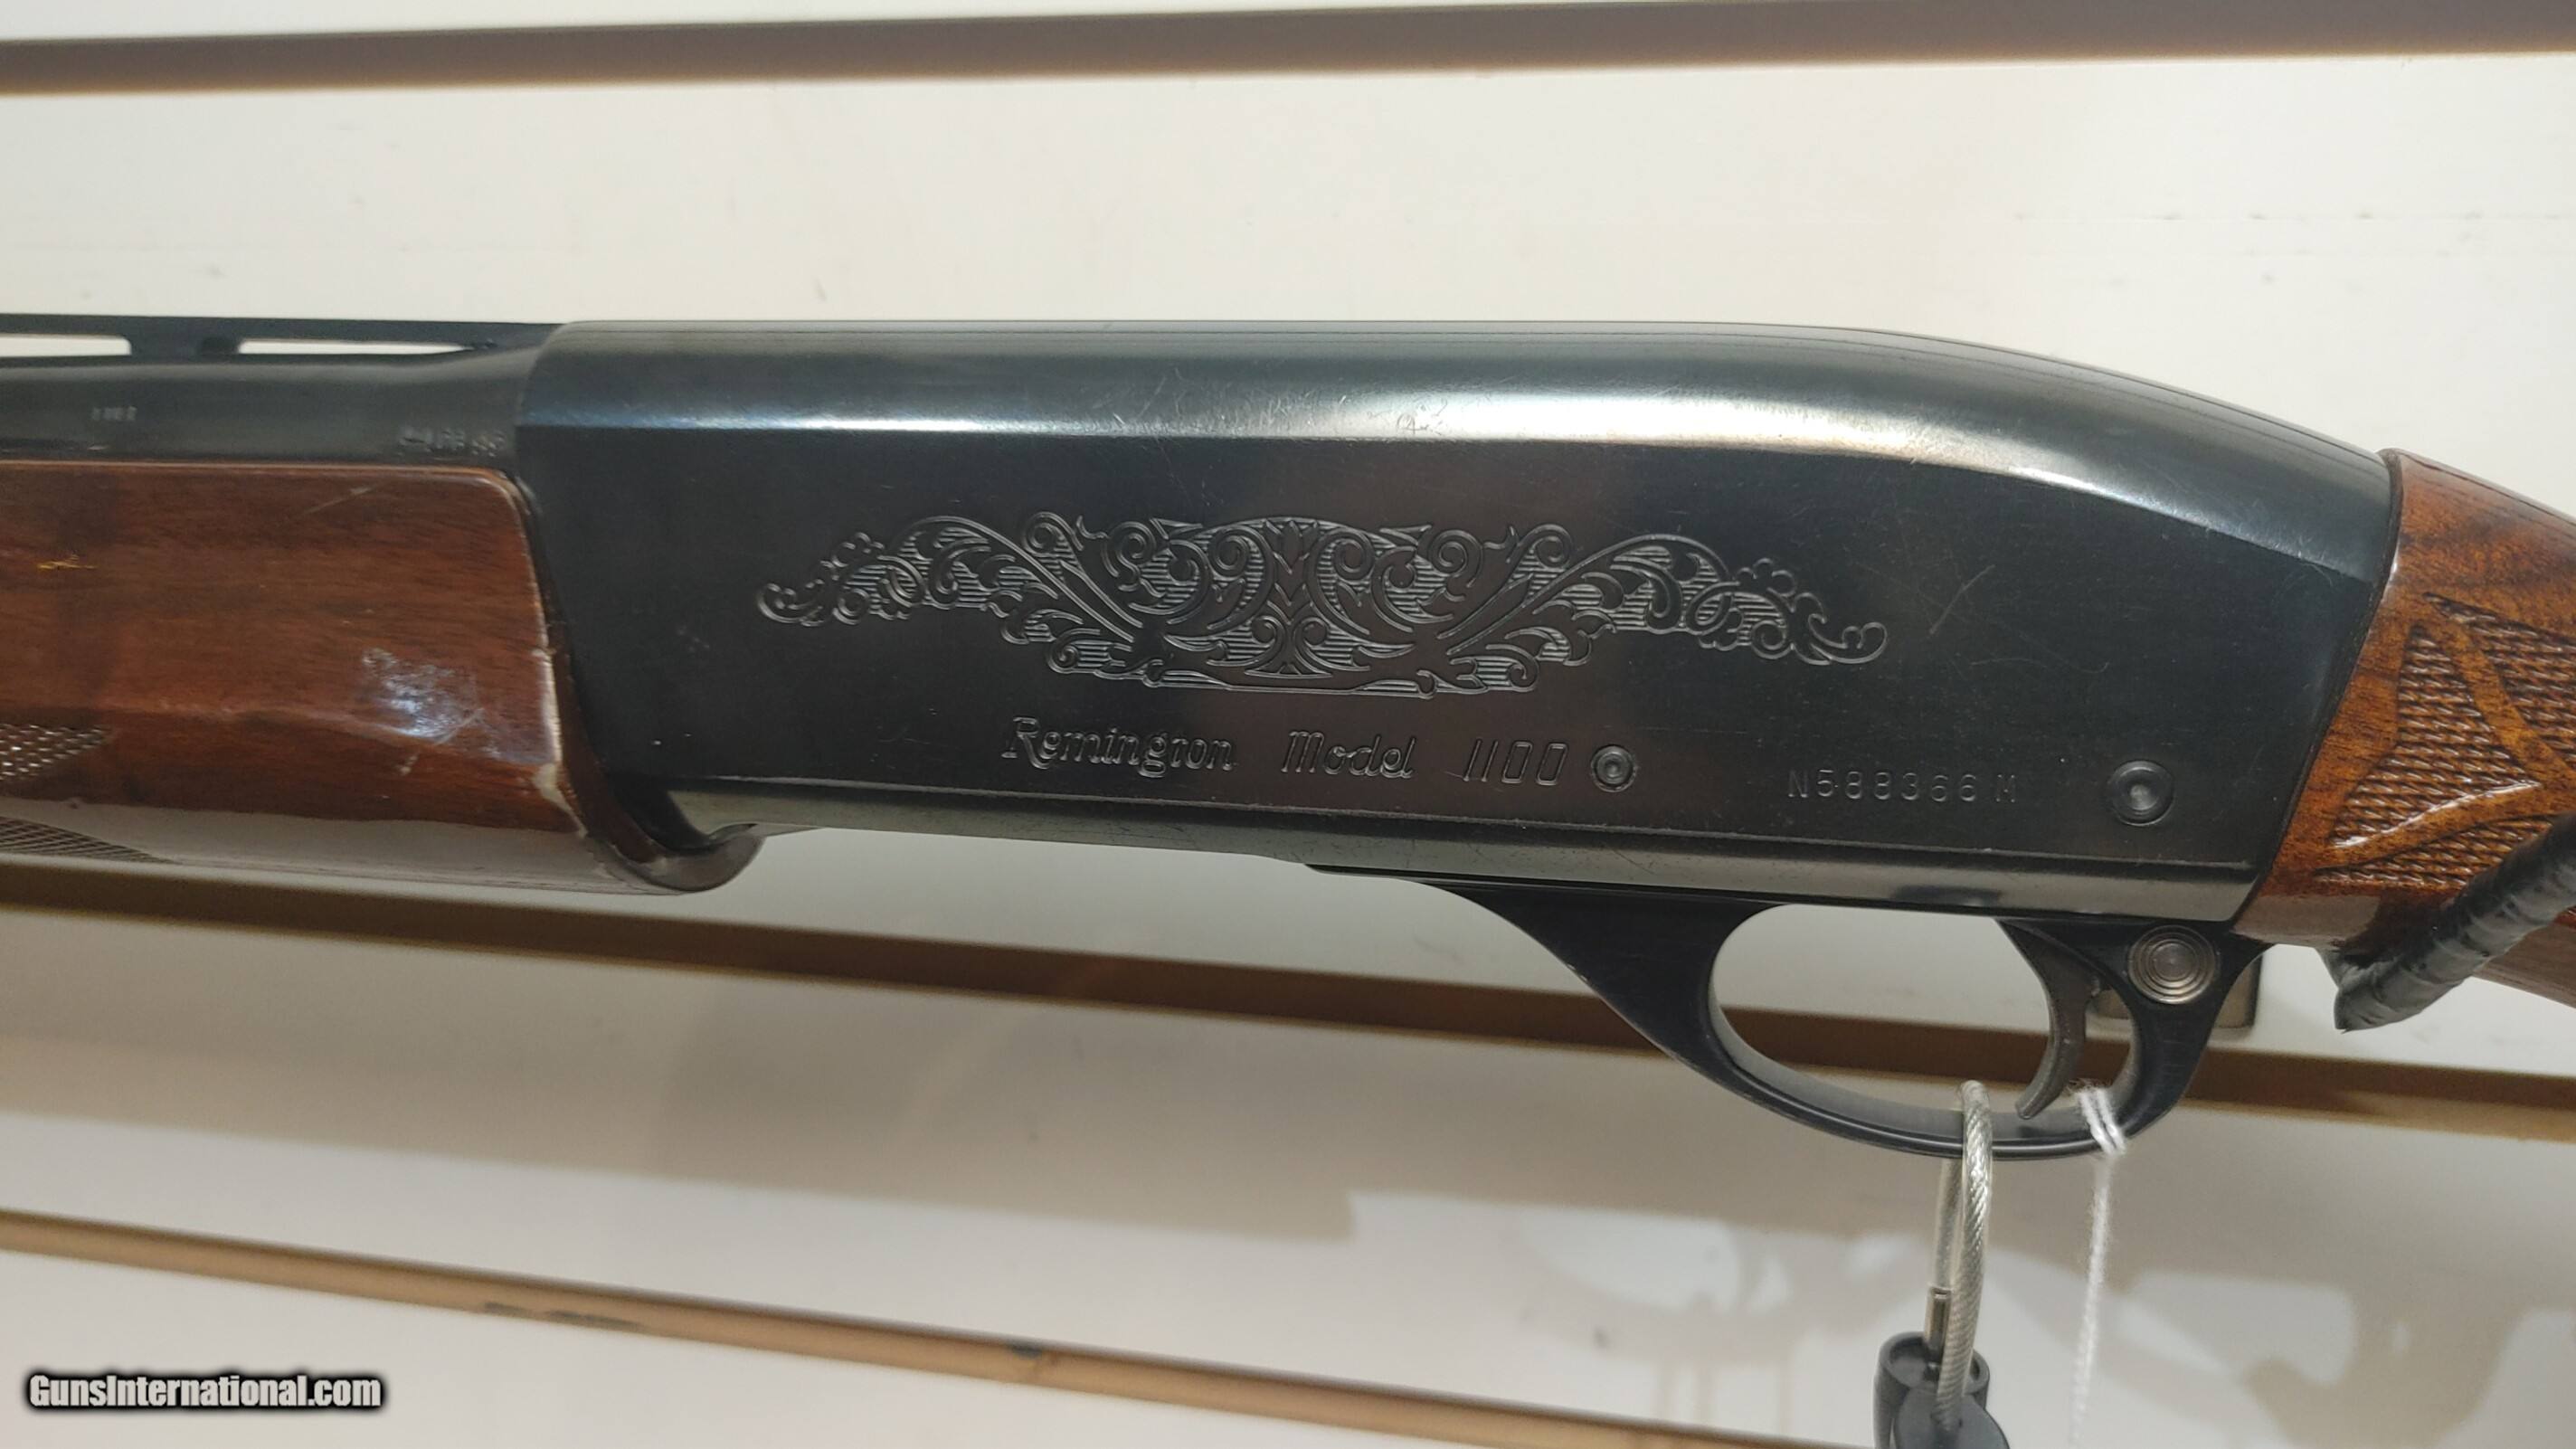 Remington Model 1100
N588366M
GunsInternational.com